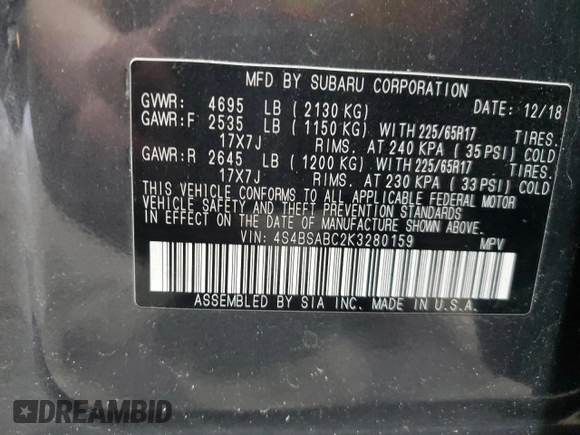 MFD BY SUBARU CORPORATION
GVWR: 4695 LB ( 2130 KG) DATE: 12/18
GAWR:F 2535 LB ( 1150 KG) WITH 225/65R17 TIRES.
17X7J RIMS. AT 240 KPA ( 35 PSI) COLD
GAWR:R 2645 LB ( 1200 KG) WITH 225/65R17 TIRES.
17X7J RIMS. AT 230 KPA ( 33 PSI) COLD
THIS VEHICLE CONFORMS TO ALL APPLICABLE FEDERAL MOTOR
VEHICLE SAFETY AND THEFT PREVENTION STANDARDS
IN EFFECT ON THE DATE OF MANUFACTURE SHOWN ABOVE.
VIN: 4S4BSABC2K3280159 MPV
ASSEMBLED BY SIA INC. MADE IN U.S.A.
DREAMBID